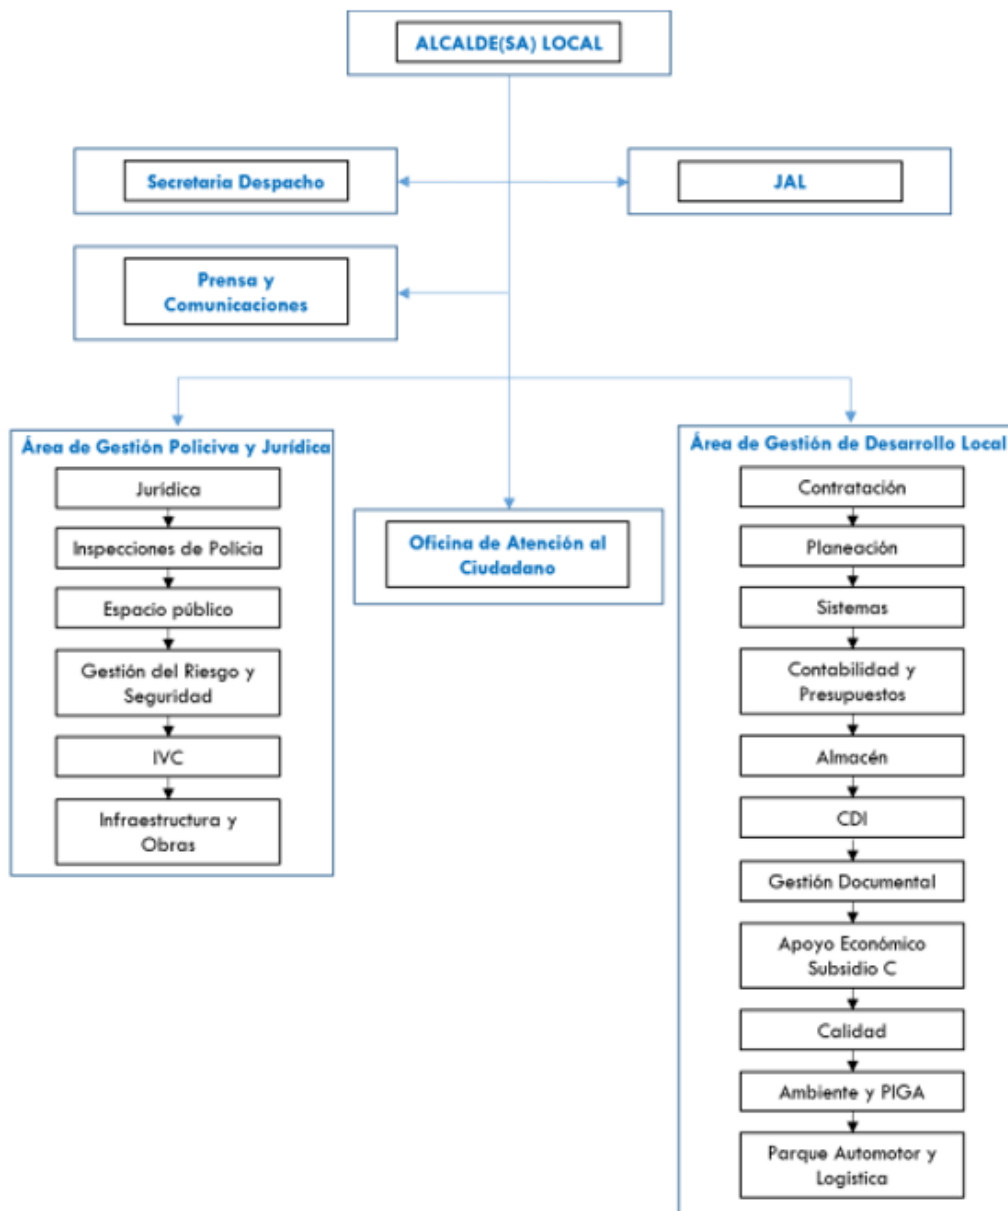 ALCALDE(SA) LOCAL
Secretaria Despacho
JAL
Prensa y
Comunicaciones
Área de Gestión Policiva y Jurídica
Jurídica
Inspecciones de Policía
Espacio público
Gestión del Riesgo y
Seguridad
IVC
Infraestructura y
Obras
Oficina de Atención al
Ciudadano
Área de Gestión de Desarrollo Local
Contratación
Planeación
Sistemas
Contabilidad y
Presupuestos
Almacén
CDI
Gestión Documental
Apoyo Económico
Subsidio C
Calidad
Ambiente y PIGA
Parque Automotor y
Logística